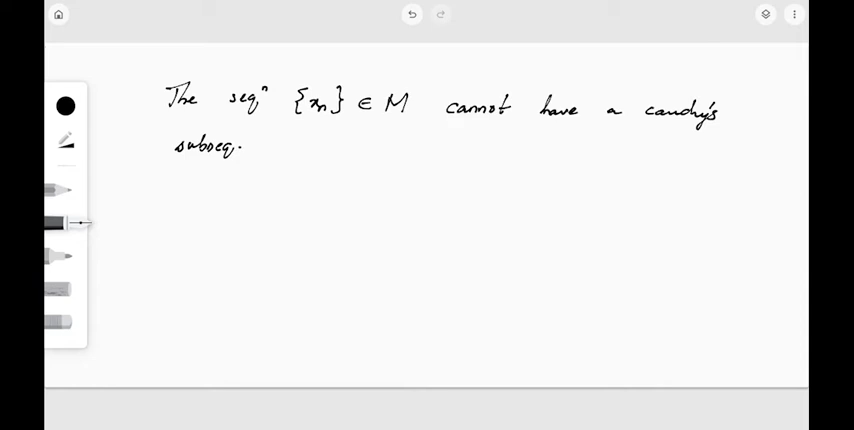 The seqⁿ {xn} ∈ M cannot have a cauchy's
subseq.